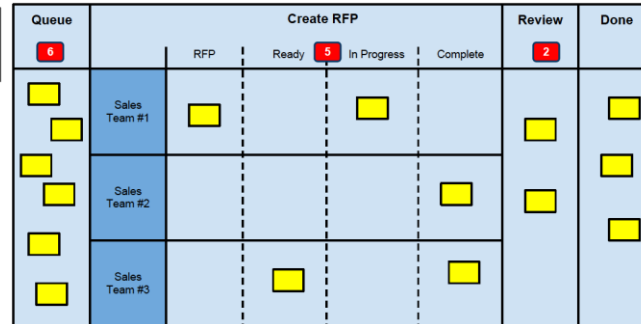 Queue
Create RFP
Review
Done
6
5
2
RFP
Ready
In Progress
Complete
Sales
Team #1
Sales
Team #2
Sales
Team #3